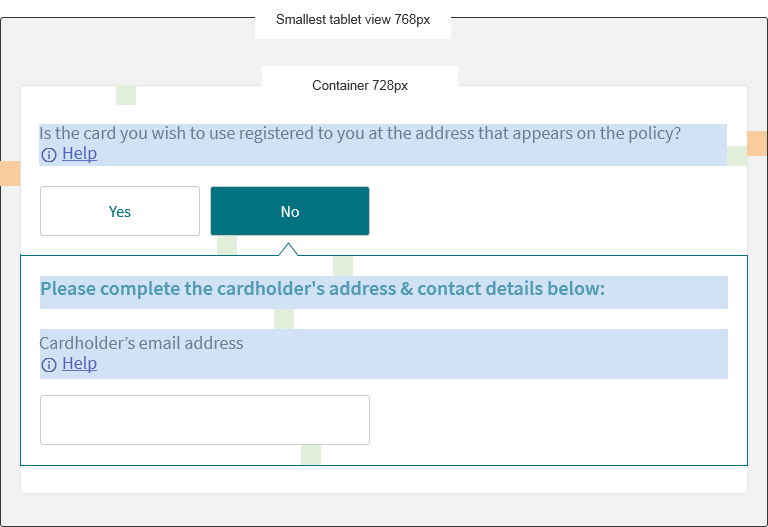 Smallest tablet view 768px
Container 728px
Is the card you wish to use registered to you at the address that appears on the policy?
Help
Yes
No
Please complete the cardholder's address & contact details below:
Cardholder’s email address
Help